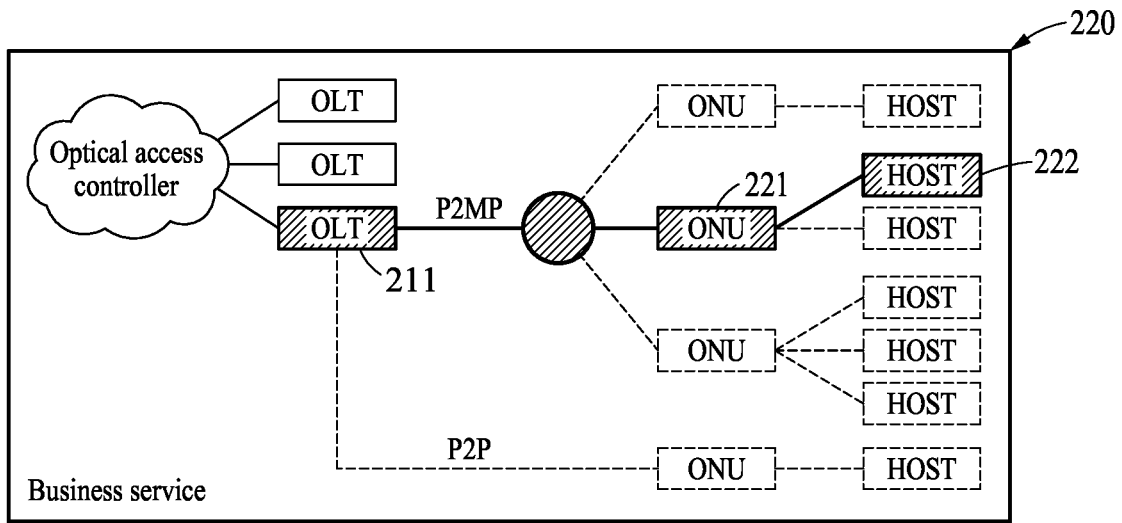 220
OLT
ONU
HOST
Optical access
controller
OLT
HOST
222
221
OLT
P2MP
ONU
HOST
211
HOST
ONU
HOST
HOST
P2P
ONU
HOST
Business service